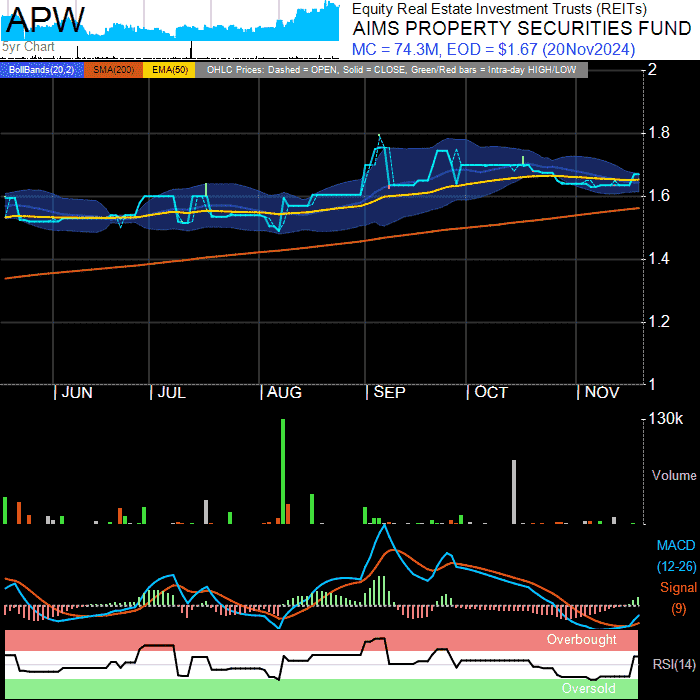 APW
5yr Chart
Equity Real Estate Investment Trusts (REITs)
AIMS PROPERTY SECURITIES FUND
MC = 74.3M, EOD = $1.67 (20Nov2024)
BollBands(20,2) SMA(200) EMA(50) OHLC Prices: Dashed = OPEN, Solid = CLOSE, Green/Red bars = Intra-day HIGH/LOW
2
1.8
1.6
1.4
1.2
1
| JUN | JUL | AUG | SEP | OCT | NOV
130k
Volume
MACD
(12-26)
Signal
(9)
Overbought
RSI(14)
Oversold